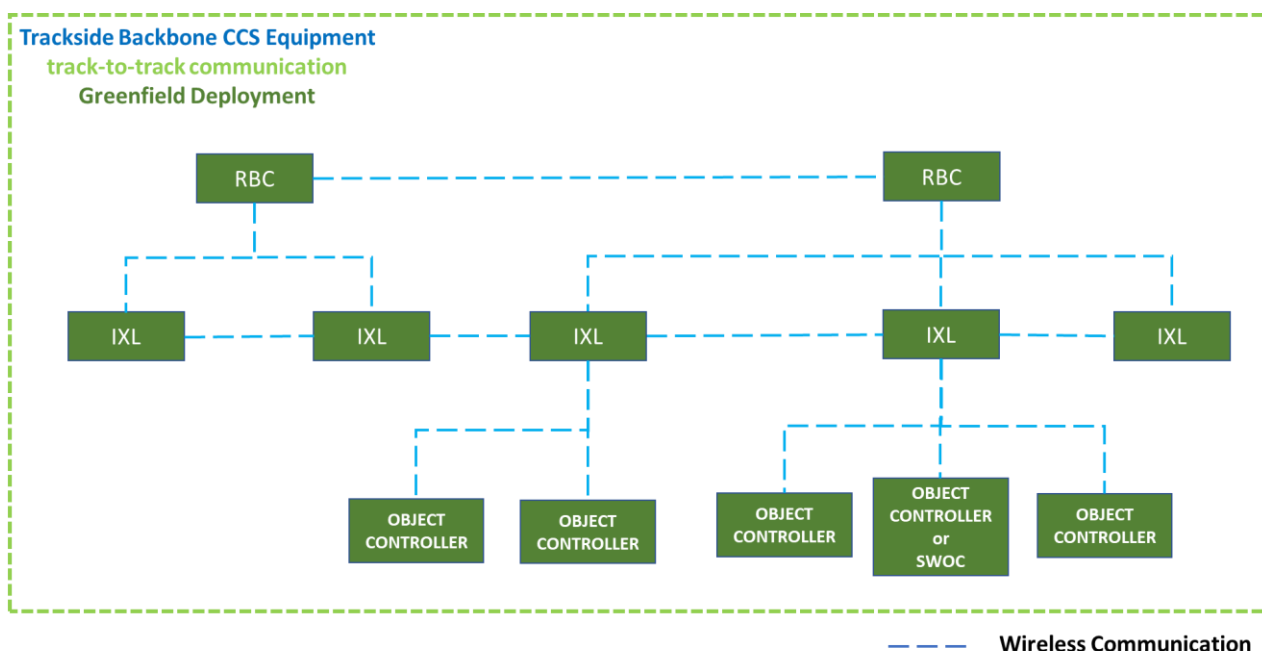 Trackside Backbone CCS Equipment
track-to-track communication
Greenfield Deployment
RBC
RBC
IXL
IXL
IXL
IXL
IXL
OBJECT
CONTROLLER
OBJECT
CONTROLLER
OBJECT
CONTROLLER
OBJECT
CONTROLLER
or
SWOC
OBJECT
CONTROLLER
Wireless Communication